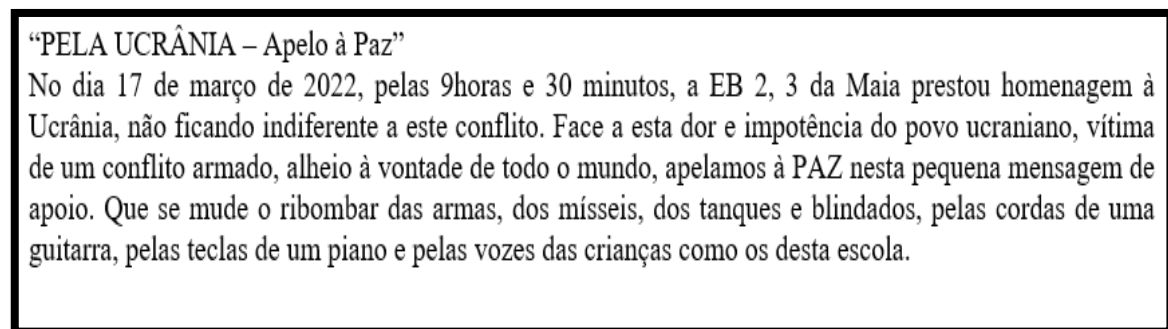 “PELA UCRÂNIA – Apelo à Paz”
No dia 17 de março de 2022, pelas 9horas e 30 minutos, a EB 2, 3 da Maia prestou homenagem à
Ucrânia, não ficando indiferente a este conflito. Face a esta dor e impotência do povo ucraniano, vítima
de um conflito armado, alheio à vontade de todo o mundo, apelamos à PAZ nesta pequena mensagem de
apoio. Que se mude o ribombar das armas, dos mísseis, dos tanques e blindados, pelas cordas de uma
guitarra, pelas teclas de um piano e pelas vozes das crianças como os desta escola.